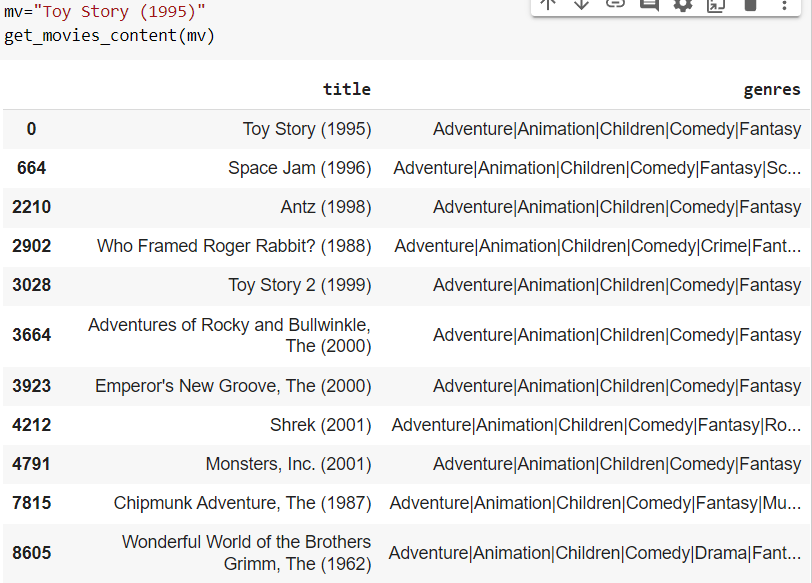 mv="Toy Story (1995)"
get_movies_content(mv)
title genres
0 Toy Story (1995) Adventure|Animation|Children|Comedy|Fantasy
664 Space Jam (1996) Adventure|Animation|Children|Comedy|Fantasy|Sc...
2210 Antz (1998) Adventure|Animation|Children|Comedy|Fantasy
2902 Who Framed Roger Rabbit? (1988) Adventure|Animation|Children|Comedy|Crime|Fant...
3028 Toy Story 2 (1999) Adventure|Animation|Children|Comedy|Fantasy
3664 Adventures of Rocky and Bullwinkle,
The (2000) Adventure|Animation|Children|Comedy|Fantasy
3923 Emperor's New Groove, The (2000) Adventure|Animation|Children|Comedy|Fantasy
4212 Shrek (2001) Adventure|Animation|Children|Comedy|Fantasy|Ro...
4791 Monsters, Inc. (2001) Adventure|Animation|Children|Comedy|Fantasy
7815 Chipmunk Adventure, The (1987) Adventure|Animation|Children|Comedy|Fantasy|Mu...
8605 Wonderful World of the Brothers
Grimm, The (1962) Adventure|Animation|Children|Comedy|Drama|Fant...